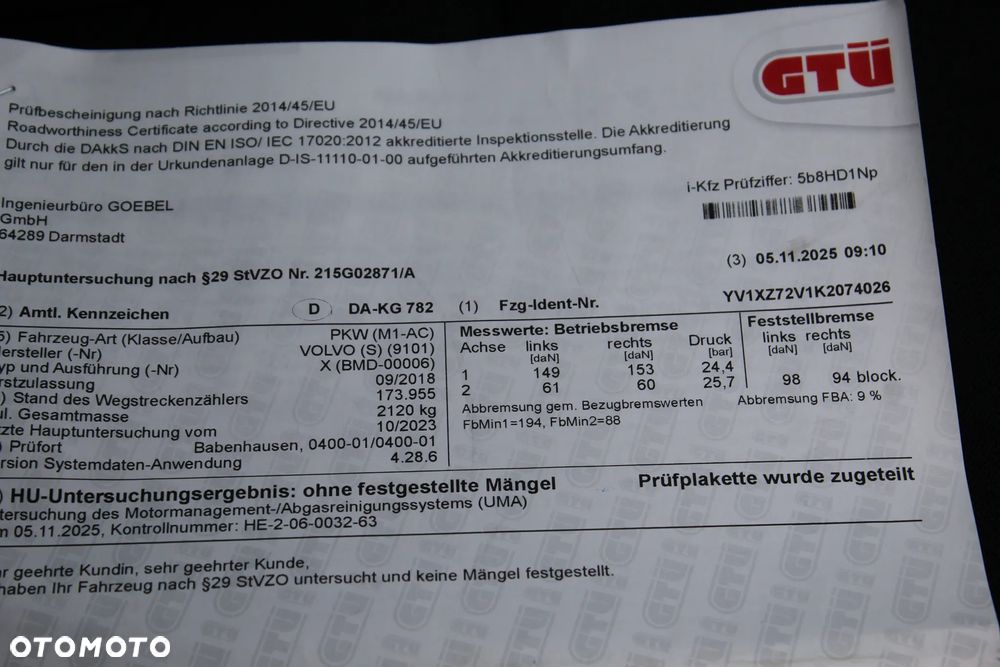 GTÜ
Prüfbescheinigung nach Richtlinie 2014/45/EU
Roadworthiness Certificate according to Directive 2014/45/EU
Durch die DAkkS nach DIN EN ISO/ IEC 17020:2012 akkreditierte Inspektionsstelle. Die Akkreditierung
gilt nur für den in der Urkundenanlage D-IS-11110-01-00 aufgeführten Akkreditierungsumfang.
i-Kfz Prüfziffer: 5b8HD1Np
Ingenieurbüro GOEBEL
GmbH
64289 Darmstadt
(3) 05.11.2025 09:10
Hauptuntersuchung nach §29 StVZO Nr. 215G02871/A
2) Amtl. Kennzeichen D DA-KG 782 (1) Fzg-Ident-Nr. YV1XZ72V1K2074026
5) Fahrzeug-Art (Klasse/Aufbau) PKW (M1-AC)
ersteller (-Nr) VOLVO (S) (9101)
yp und Ausführung (-Nr) X (BMD-00006)
rstzulassung 09/2018
) Stand des Wegstreckenzählers 173.955
ul. Gesamtmasse 2120 kg
tzte Hauptuntersuchung vom 10/2023
) Prüfort Babenhausen, 0400-01/0400-01
ersion Systemdaten-Anwendung 4.28.6
Messwerte: Betriebsbremse
Achse links rechts Druck
[daN] [daN] [bar]
1 149 153 24,4
2 61 60 25,7
Abbremsung gem. Bezugbremswerten
FbMin1=194, FbMin2=88
Feststellbremse
links rechts
[daN] [daN]
98 94 block.
Abbremsung FBA: 9 %
) HU-Untersuchungsergebnis: ohne festgestellte Mängel Prüfplakette wurde zugeteilt
tersuchung des Motormanagement-/Abgasreinigungssystems (UMA)
m 05.11.2025, Kontrollnummer: HE-2-06-0032-63
hr geehrte Kundin, sehr geehrter Kunde,
haben Ihr Fahrzeug nach §29 StVZO untersucht und keine Mängel festgestellt.
OTOMOTO